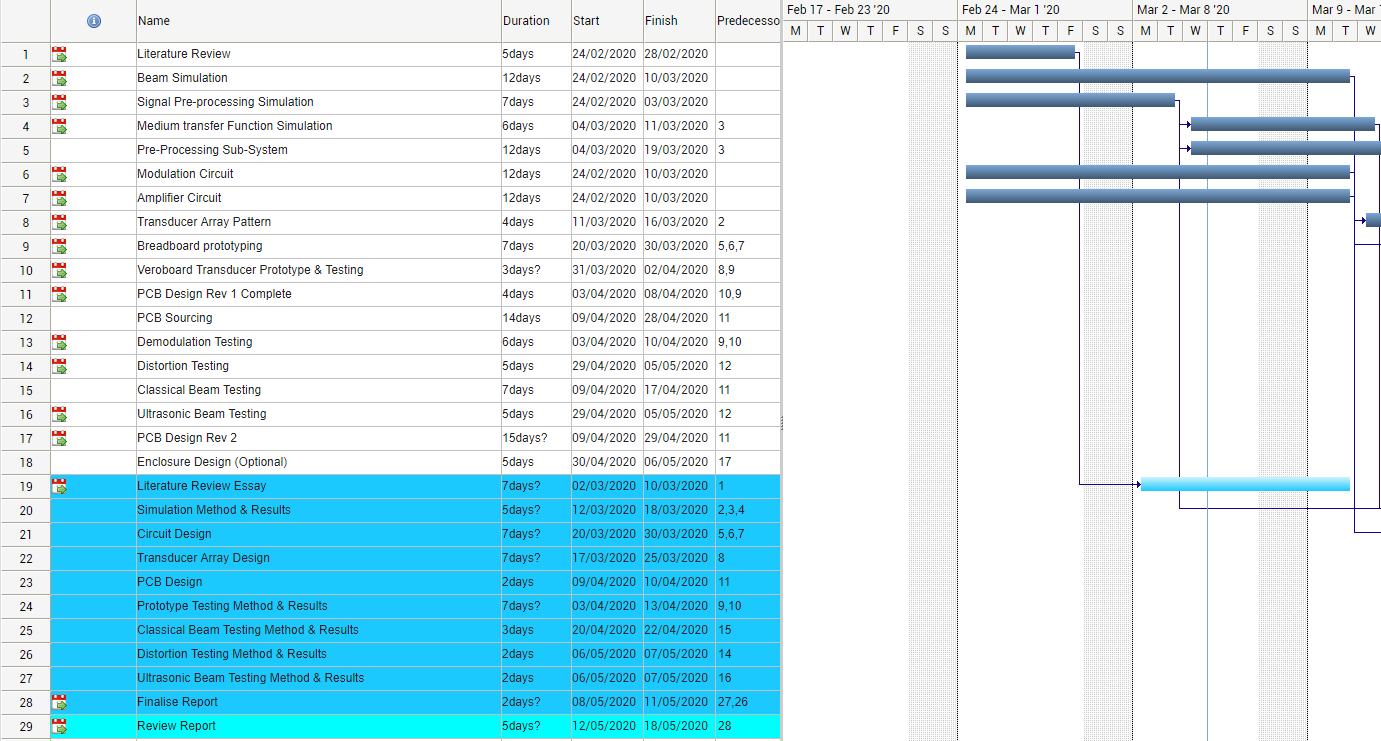 Name Duration Start Finish Predecesso
Feb 17 - Feb 23 '20 Feb 24 - Mar 1 '20 Mar 2 - Mar 8 '20 Mar 9 - Mar
M T W T F S S M T W T F S S M T W T F S S M T W
1 Literature Review 5days 24/02/2020 28/02/2020
2 Beam Simulation 12days 24/02/2020 10/03/2020
3 Signal Pre-processing Simulation 7days 24/02/2020 03/03/2020
4 Medium transfer Function Simulation 6days 04/03/2020 11/03/2020 3
5 Pre-Processing Sub-System 12days 04/03/2020 19/03/2020 3
6 Modulation Circuit 12days 24/02/2020 10/03/2020
7 Amplifier Circuit 12days 24/02/2020 10/03/2020
8 Transducer Array Pattern 4days 11/03/2020 16/03/2020 2
9 Breadboard prototyping 7days 20/03/2020 30/03/2020 5,6,7
10 Veroboard Transducer Prototype & Testing 3days? 31/03/2020 02/04/2020 8,9
11 PCB Design Rev 1 Complete 4days 03/04/2020 08/04/2020 10,9
12 PCB Sourcing 14days 09/04/2020 28/04/2020 11
13 Demodulation Testing 6days 03/04/2020 10/04/2020 9,10
14 Distortion Testing 5days 29/04/2020 05/05/2020 12
15 Classical Beam Testing 7days 09/04/2020 17/04/2020 11
16 Ultrasonic Beam Testing 5days 29/04/2020 05/05/2020 12
17 PCB Design Rev 2 15days? 09/04/2020 29/04/2020 11
18 Enclosure Design (Optional) 5days 30/04/2020 06/05/2020 17
19 Literature Review Essay 7days? 02/03/2020 10/03/2020 1
20 Simulation Method & Results 5days? 12/03/2020 18/03/2020 2,3,4
21 Circuit Design 7days? 20/03/2020 30/03/2020 5,6,7
22 Transducer Array Design 7days? 17/03/2020 25/03/2020 8
23 PCB Design 2days 09/04/2020 10/04/2020 11
24 Prototype Testing Method & Results 7days? 03/04/2020 13/04/2020 9,10
25 Classical Beam Testing Method & Results 3days 20/04/2020 22/04/2020 15
26 Distortion Testing Method & Results 2days 06/05/2020 07/05/2020 14
27 Ultrasonic Beam Testing Method & Results 2days 06/05/2020 07/05/2020 16
28 Finalise Report 2days? 08/05/2020 11/05/2020 27,26
29 Review Report 5days? 12/05/2020 18/05/2020 28